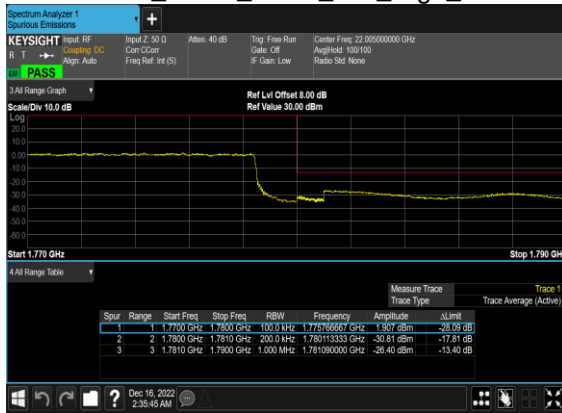 Spectrum Analyzer 1
Spurious Emissions
+
KEYSIGHT
R T
LXI
PASS
Input: RF
Coupling: DC
Align: Auto
Input Z: 50 Ω
Corr CCorr
Freq Ref: Int (S)
Atten: 40 dB
Trig: Free Run
Gate: Off
IF Gain: Low
Center Freq: 22.005000000 GHz
Avg|Hold: 100/100
Radio Std: None
3 All Range Graph
Scale/Div 10.0 dB
Ref Lvl Offset 8.00 dB
Ref Value 30.00 dBm
Log
20.0
10.0
0.00
-10.0
-20.0
-30.0
-40.0
-50.0
-60.0
Start 1.770 GHz
Stop 1.790 GH
4 All Range Table
Measure Trace Trace 1
Trace Type Trace Average (Active)
Spur Range Start Freq Stop Freq RBW Frequency Amplitude ΔLimit
1 1 1.7700 GHz 1.7800 GHz 100.0 kHz 1.775766667 GHz 1.907 dBm -28.09 dB
2 2 1.7800 GHz 1.7810 GHz 200.0 kHz 1.780113333 GHz -30.81 dBm -17.81 dB
3 3 1.7810 GHz 1.7900 GHz 1.000 MHz 1.781090000 GHz -26.40 dBm -13.40 dB
?
Dec 16, 2022
2:35:45 AM